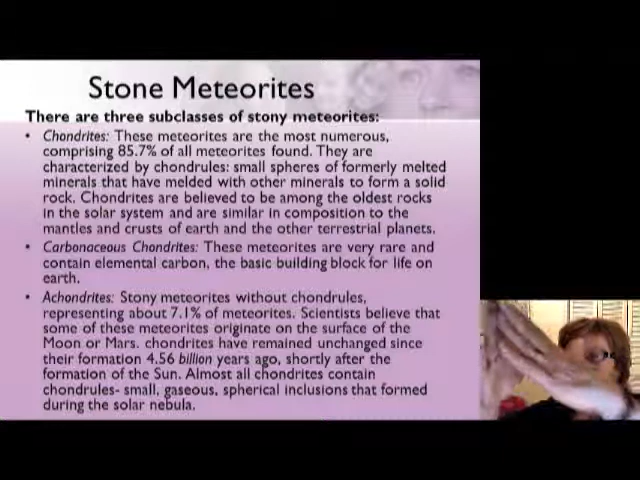 Stone Meteorites
There are three subclasses of stony meteorites:
• Chondrites: These meteorites are the most numerous,
comprising 85.7% of all meteorites found. They are
characterized by chondrules: small spheres of formerly melted
minerals that have melded with other minerals to form a solid
rock. Chondrites are believed to be among the oldest rocks
in the solar system and are similar in composition to the
mantles and crusts of earth and the other terrestrial planets.
• Carbonaceous Chondrites: These meteorites are very rare and
contain elemental carbon, the basic building block for life on
earth.
• Achondrites: Stony meteorites without chondrules,
representing about 7.1% of meteorites. Scientists believe that
some of these meteorites originate on the surface of the
Moon or Mars. chondrites have remained unchanged since
their formation 4.56 billion years ago, shortly after the
formation of the Sun. Almost all chondrites contain
chondrules- small, gaseous, spherical inclusions that formed
during the solar nebula.